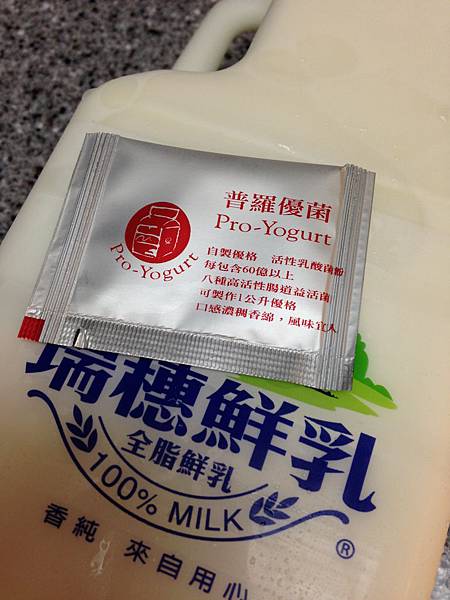 普羅優菌
Pro-Yogurt
Pro-Yogurt
自製優格 活性乳酸菌粉
每包含60億以上
八種高活性腸道益活菌
可製作1公升優格
口感濃稠香綿，風味宜人
瑞穗鮮乳
全脂鮮乳
100% MILK
®
香純 來自用心